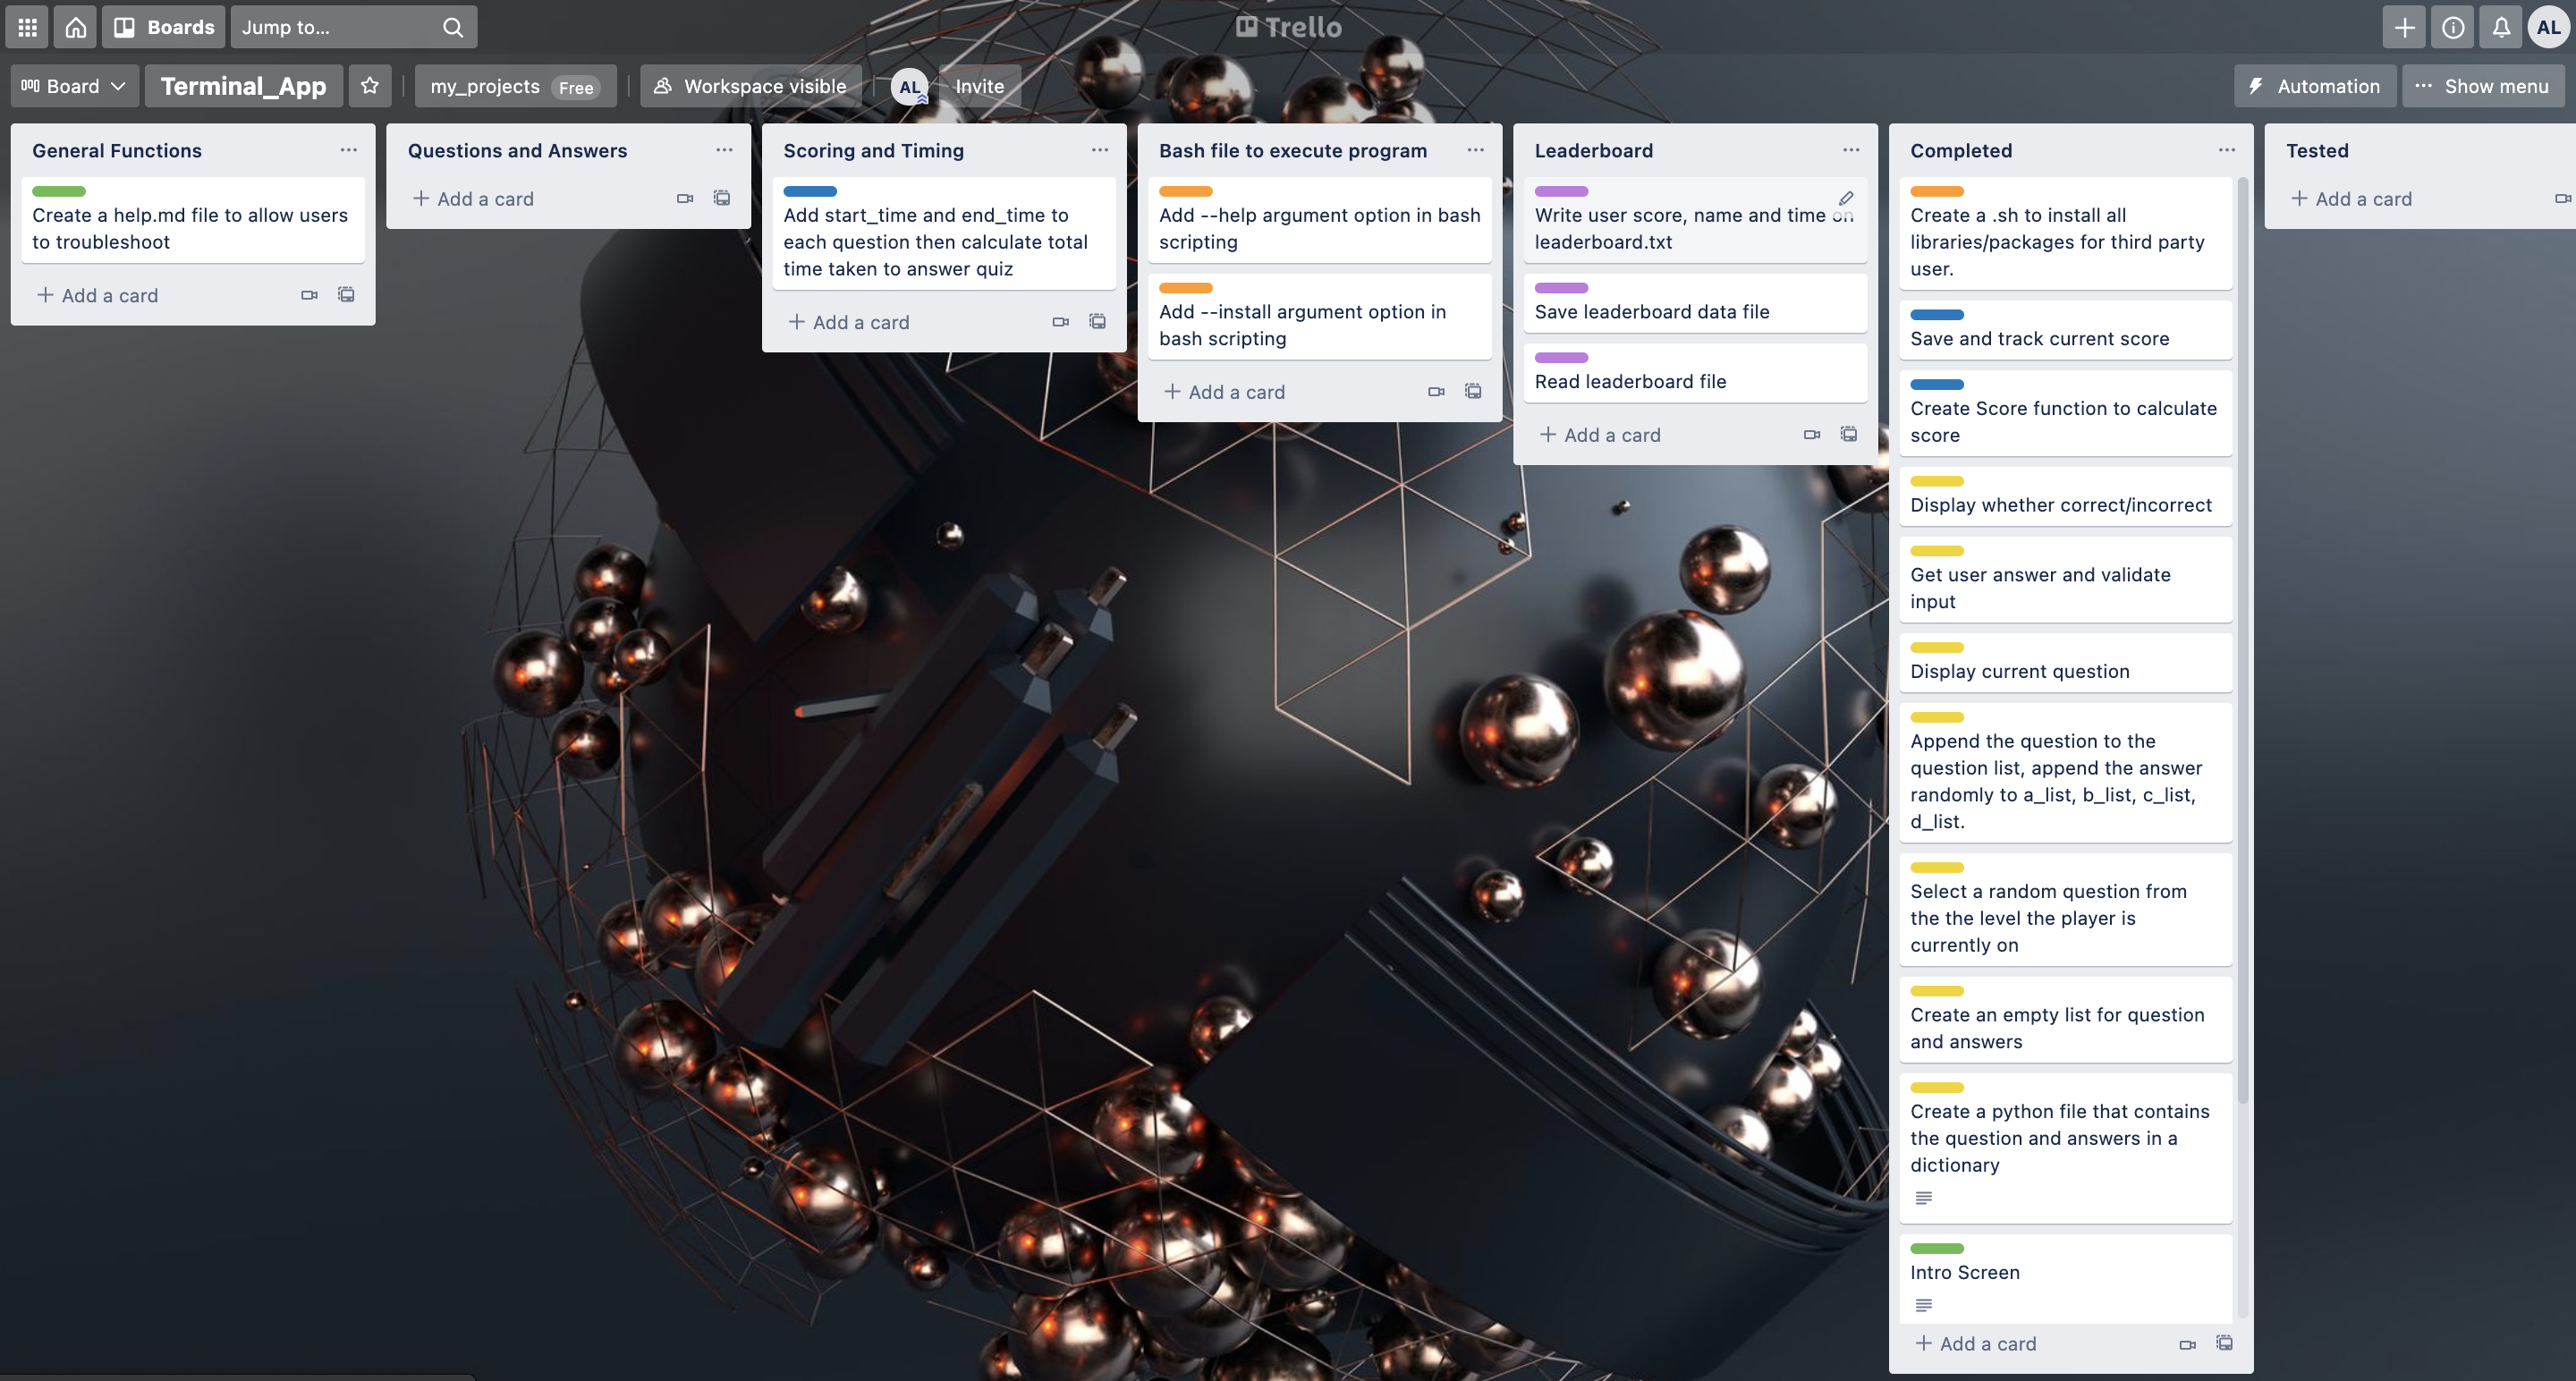 Boards
Jump to...
Trello
AL
Board
Terminal_App
my_projects Free
Workspace visible
AL
Invite
Automation
Show menu
General Functions
Create a help.md file to allow users
to troubleshoot
Add a card
Questions and Answers
Add a card
Scoring and Timing
Add start_time and end_time to
each question then calculate total
time taken to answer quiz
Add a card
Bash file to execute program
Add --help argument option in bash
scripting
Add --install argument option in
bash scripting
Add a card
Leaderboard
Write user score, name and time on
leaderboard.txt
Save leaderboard data file
Read leaderboard file
Add a card
Completed
Create a .sh to install all
libraries/packages for third party
user.
Save and track current score
Create Score function to calculate
score
Display whether correct/incorrect
Get user answer and validate
input
Display current question
Append the question to the
question list, append the answer
randomly to a_list, b_list, c_list,
d_list.
Select a random question from
the the level the player is
currently on
Create an empty list for question
and answers
Create a python file that contains
the question and answers in a
dictionary
Intro Screen
Add a card
Tested
Add a card